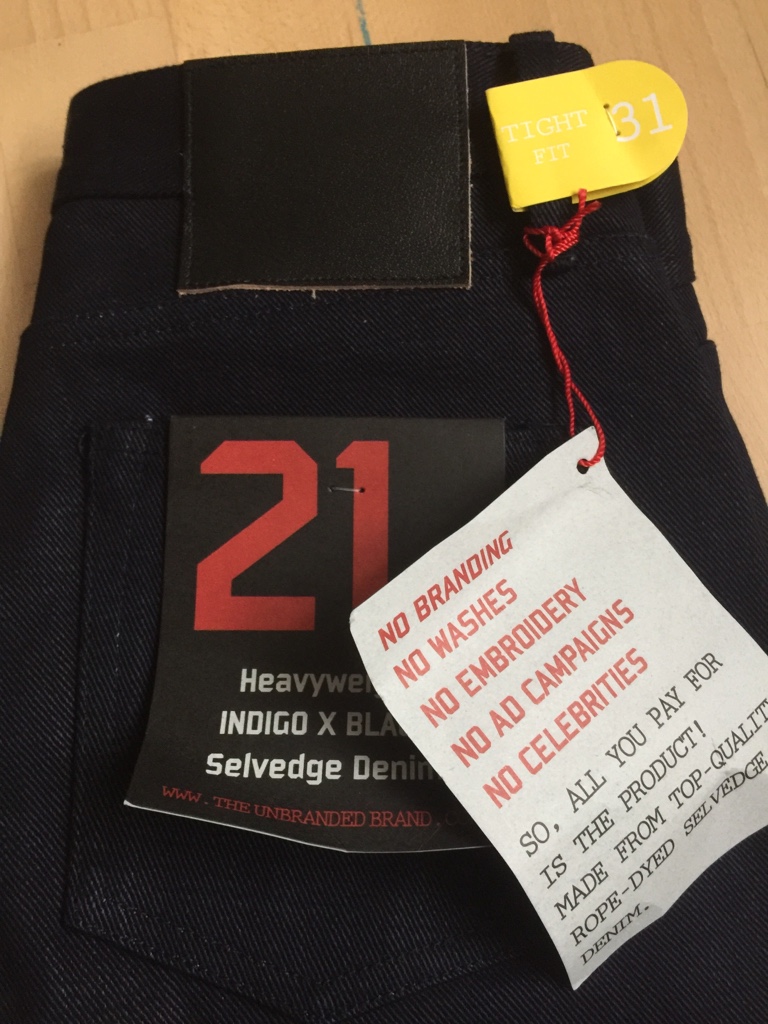 TIGHT 31
FIT
21
Heavywei
INDIGO X BLA
Selvedge Denim
WWW.THE UNBRANDED BRAND.C
NO BRANDING
NO WASHES
NO EMBROIDERY
NO AD CAMPAIGNS
NO CELEBRITIES
SO, ALL YOU PAY FOR
IS THE PRODUCT!
MADE FROM TOP-QUALITY
ROPE-DYED SELVEDGE
DENIM.